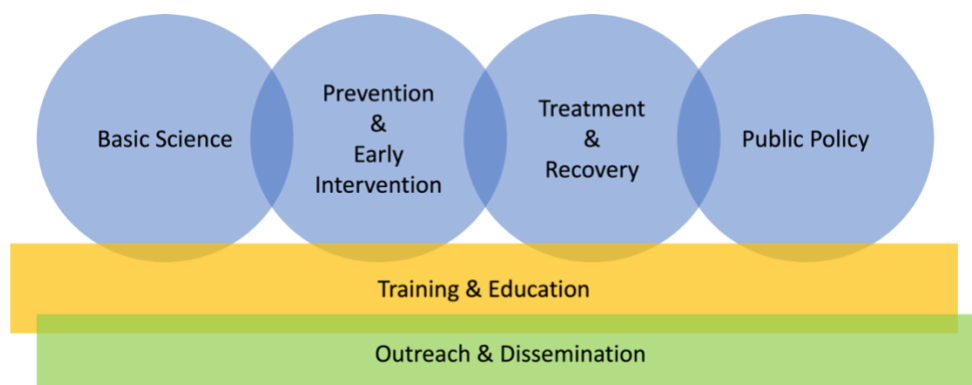 Basic Science
Prevention
&
Early
Intervention
Treatment
&
Recovery
Public Policy
Training & Education
Outreach & Dissemination